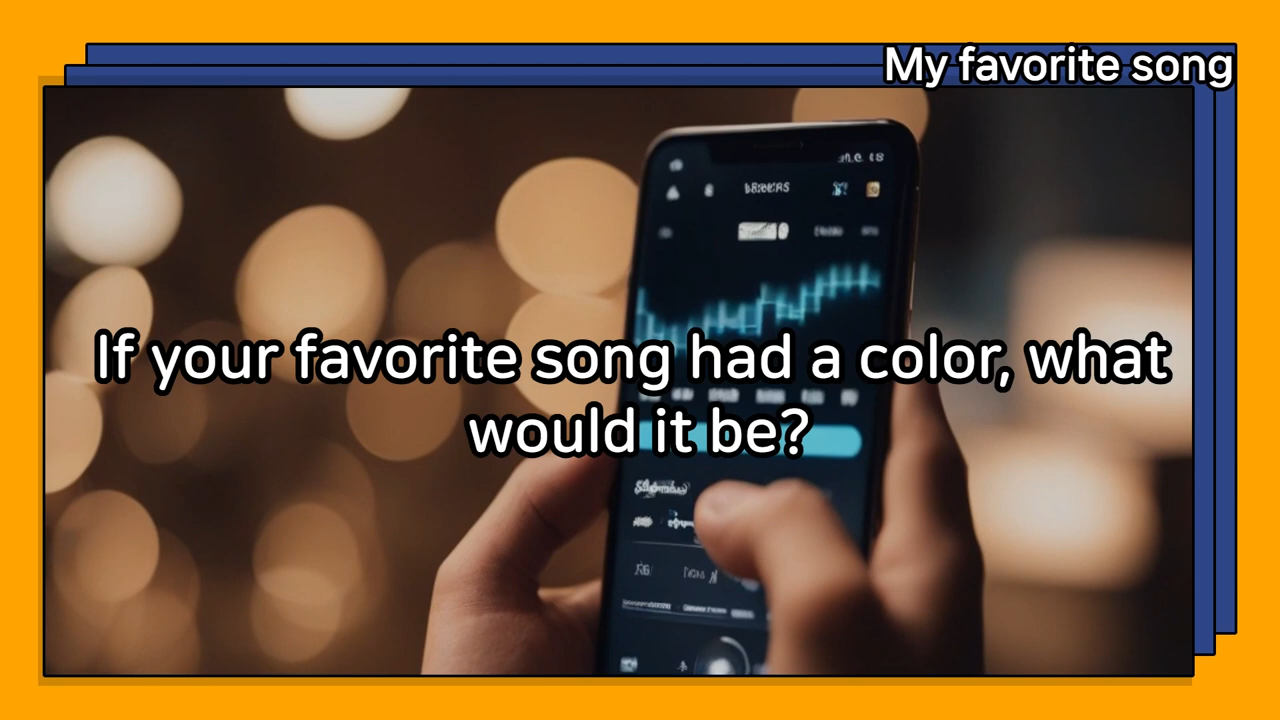 My favorite song
If your favorite song had a color, what
would it be?